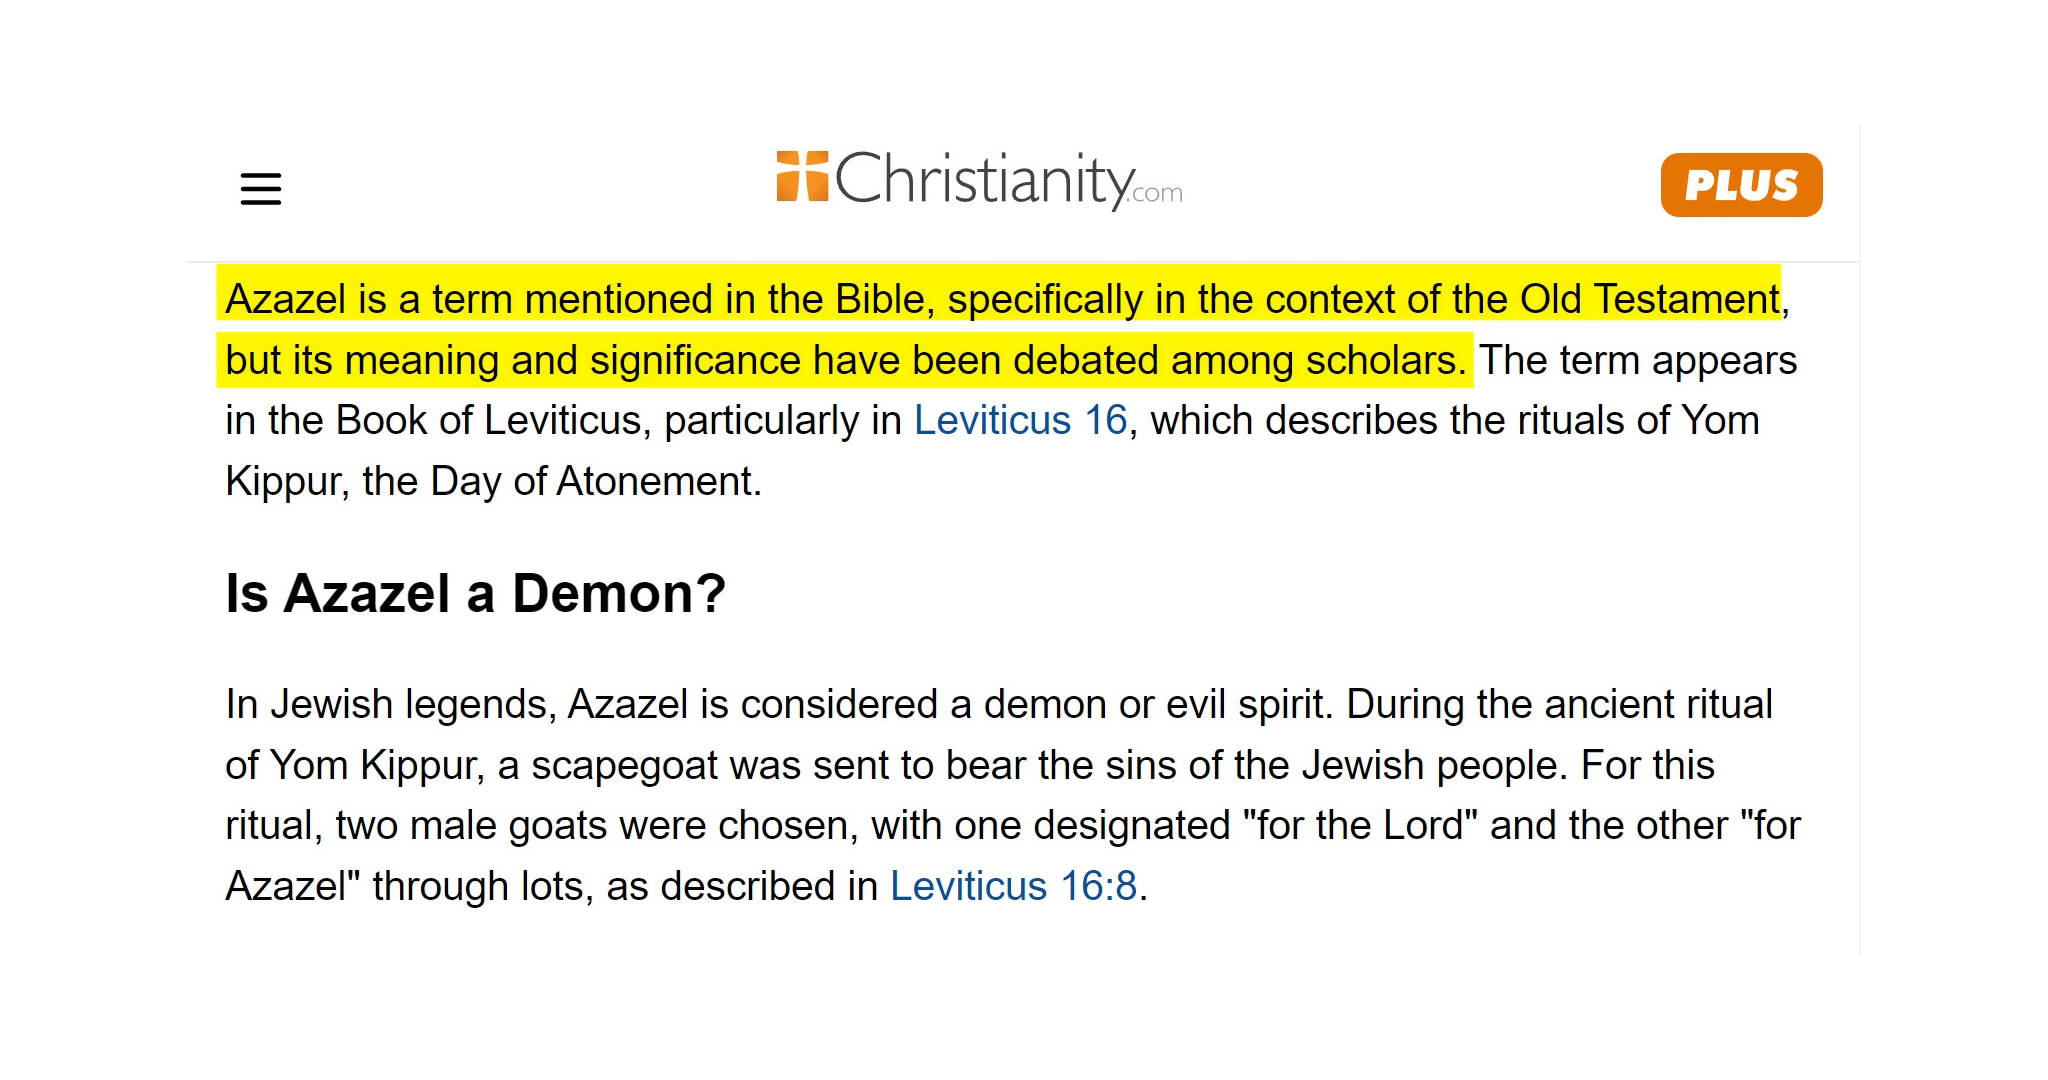 Christianity.com
PLUS
Azazel is a term mentioned in the Bible, specifically in the context of the Old Testament,
but its meaning and significance have been debated among scholars. The term appears
in the Book of Leviticus, particularly in Leviticus 16, which describes the rituals of Yom
Kippur, the Day of Atonement.
Is Azazel a Demon?
In Jewish legends, Azazel is considered a demon or evil spirit. During the ancient ritual
of Yom Kippur, a scapegoat was sent to bear the sins of the Jewish people. For this
ritual, two male goats were chosen, with one designated "for the Lord" and the other "for
Azazel" through lots, as described in Leviticus 16:8.